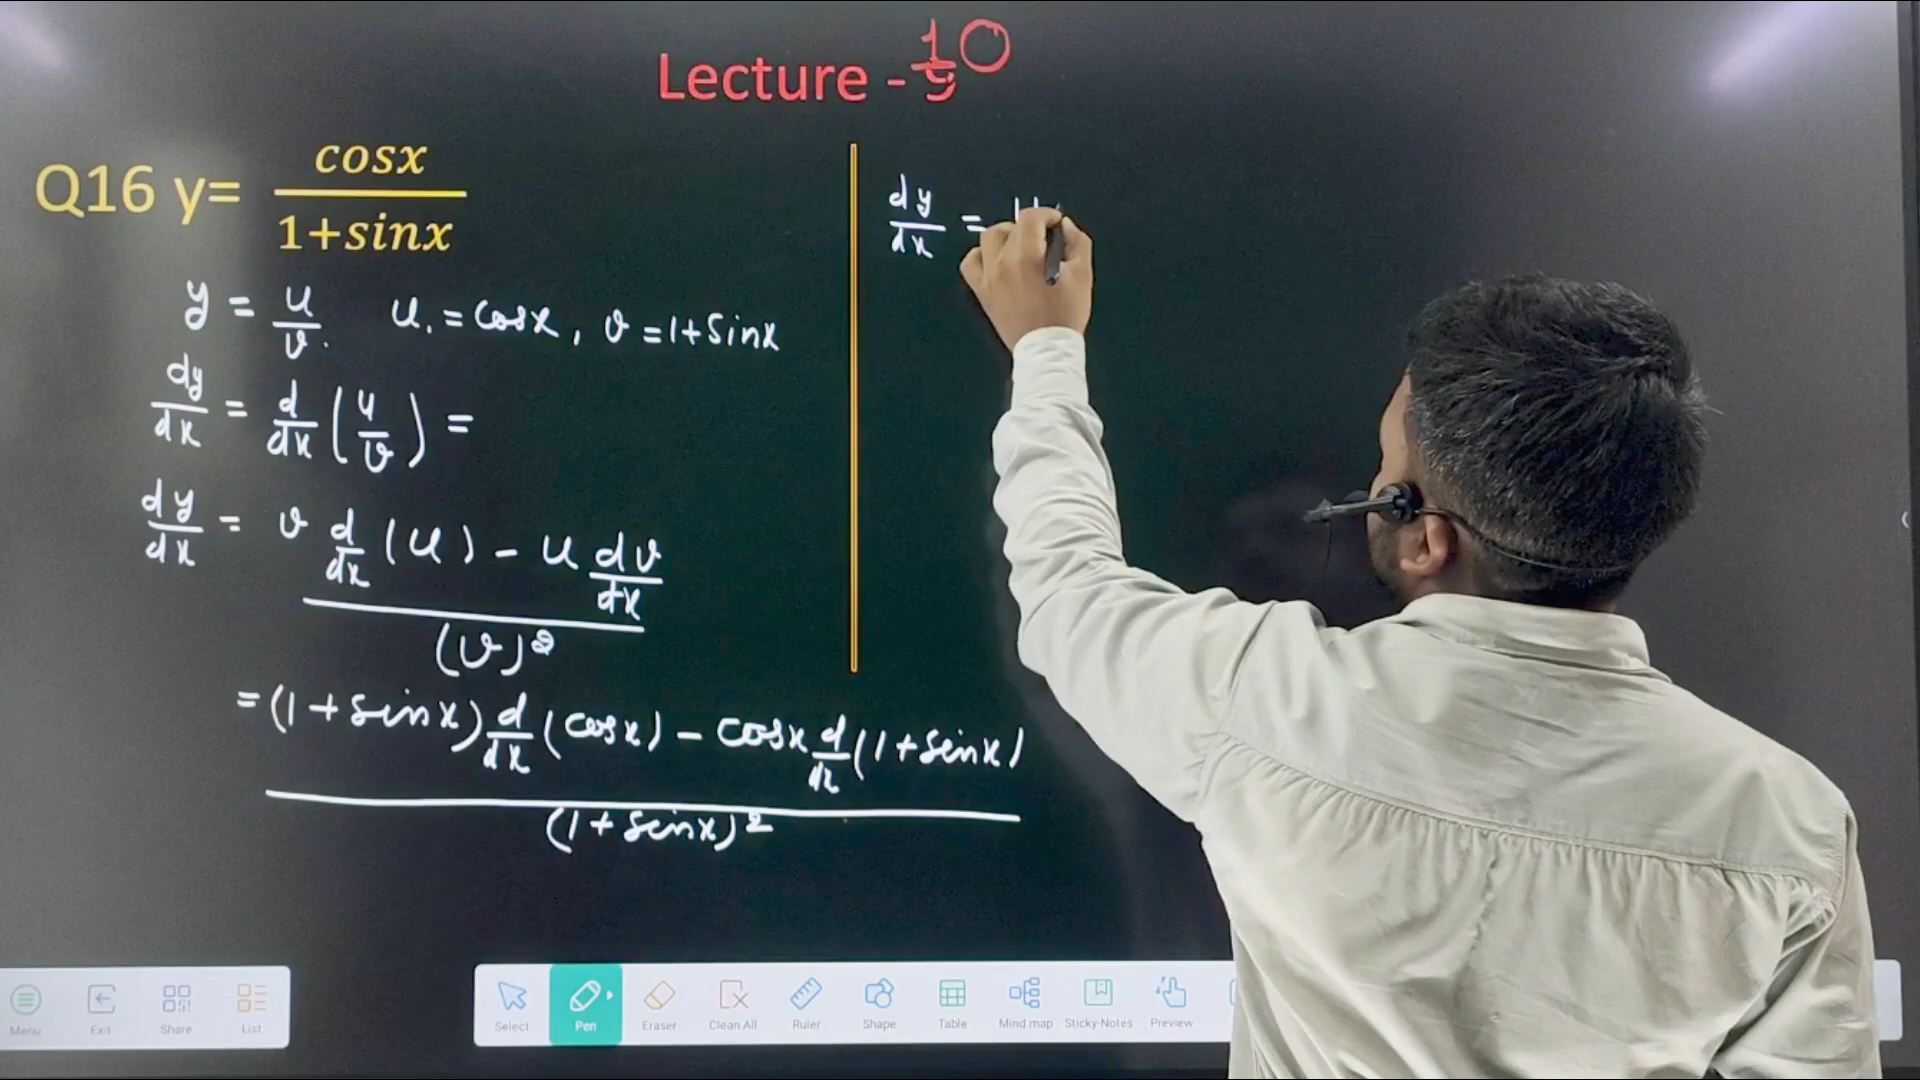 Lecture - 10
Q16 y= cosx / 1+sinx
y = u/v. u. = cosx, v = 1+Sinx
dy/dx = d/dx (u/v) =
dy/dx = v d/dx (u) - u dv/dx
(v)²
= (1+sinx) d/dx (cosx) - cosx d/dx (1+sinx)
(1+sinx)²
dy/dx =
Menu Exit Share List Select Pen Eraser Clean All Ruler Shape Table Mind map Sticky-Notes Preview